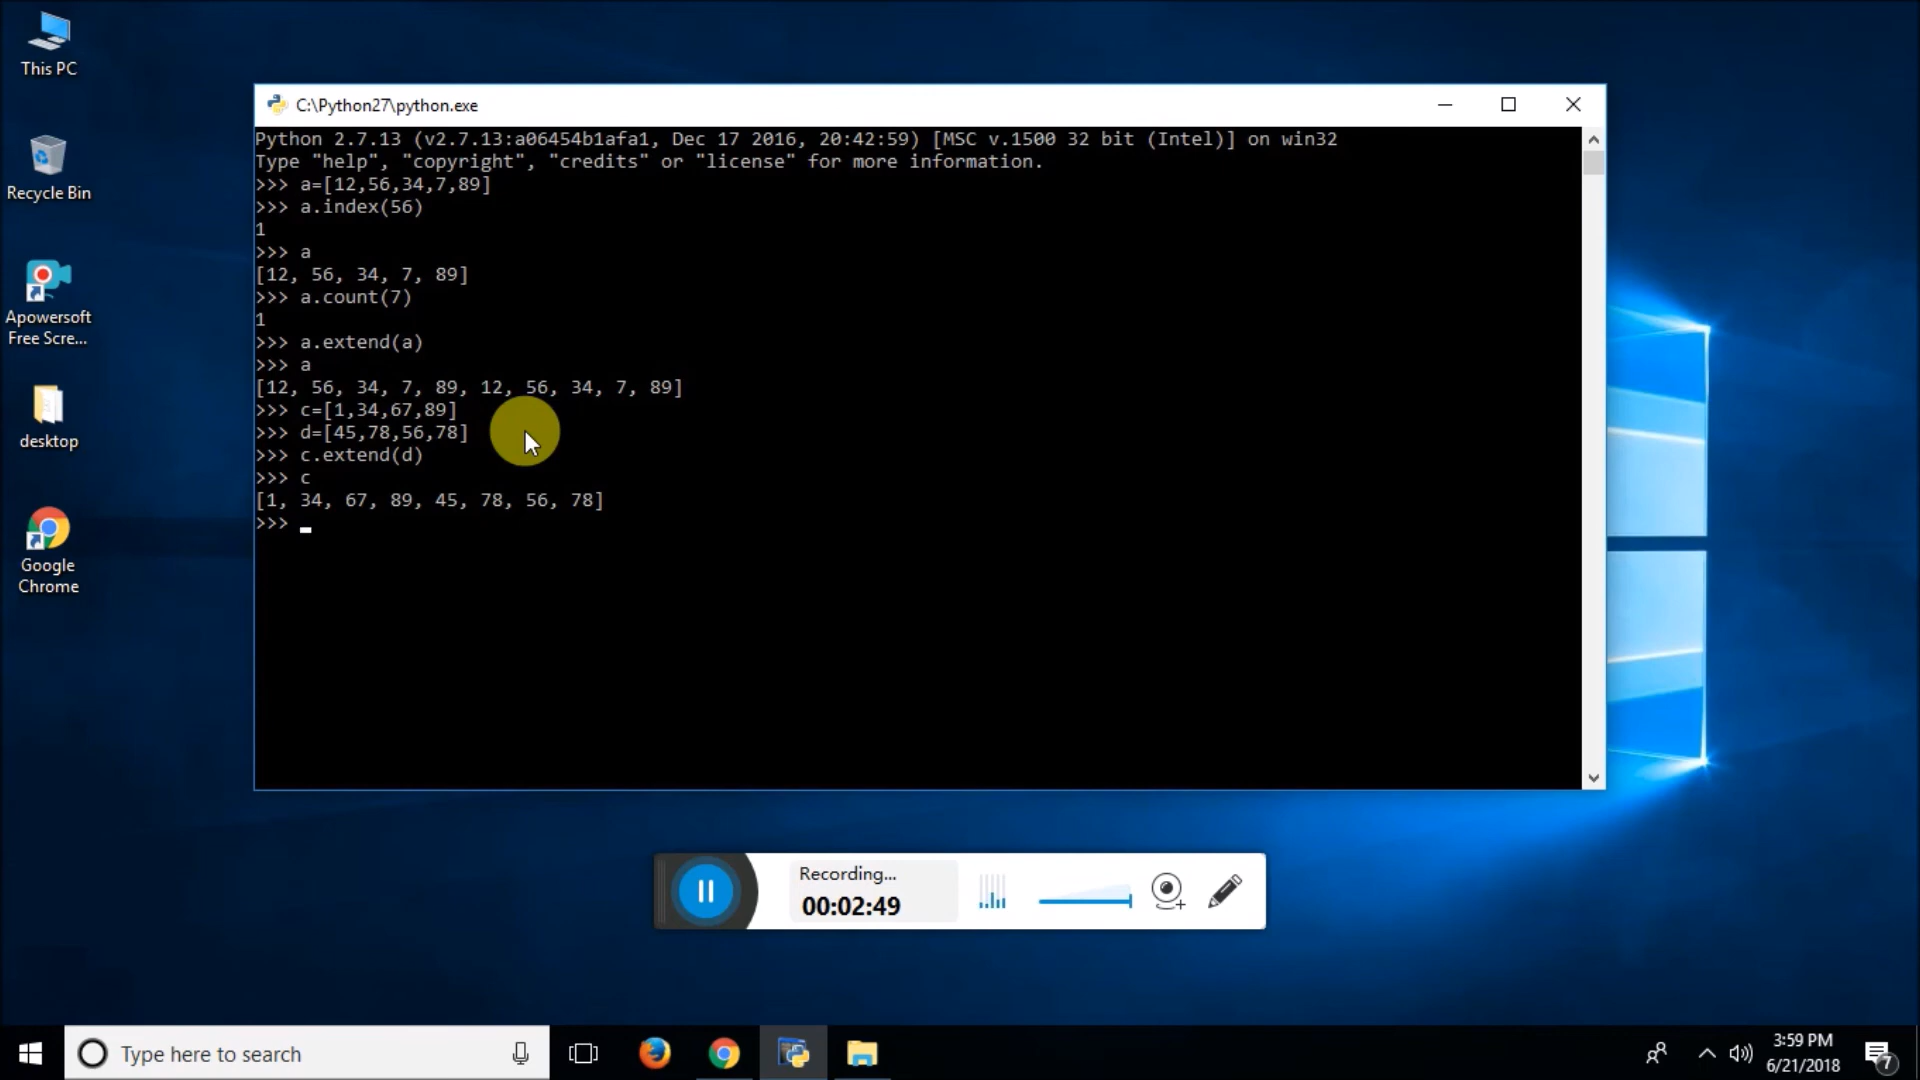 This PC
Recycle Bin
Apowersoft
Free Scre...
desktop
Google
Chrome
C:\Python27\python.exe
Python 2.7.13 (v2.7.13:a06454b1afa1, Dec 17 2016, 20:42:59) [MSC v.1500 32 bit (Intel)] on win32
Type "help", "copyright", "credits" or "license" for more information.
>>> a=[12,56,34,7,89]
>>> a.index(56)
1
>>> a
[12, 56, 34, 7, 89]
>>> a.count(7)
1
>>> a.extend(a)
>>> a
[12, 56, 34, 7, 89, 12, 56, 34, 7, 89]
>>> c=[1,34,67,89]
>>> d=[45,78,56,78]
>>> c.extend(d)
>>> c
[1, 34, 67, 89, 45, 78, 56, 78]
>>>
Recording...
00:02:49
Type here to search
3:59 PM
6/21/2018
7